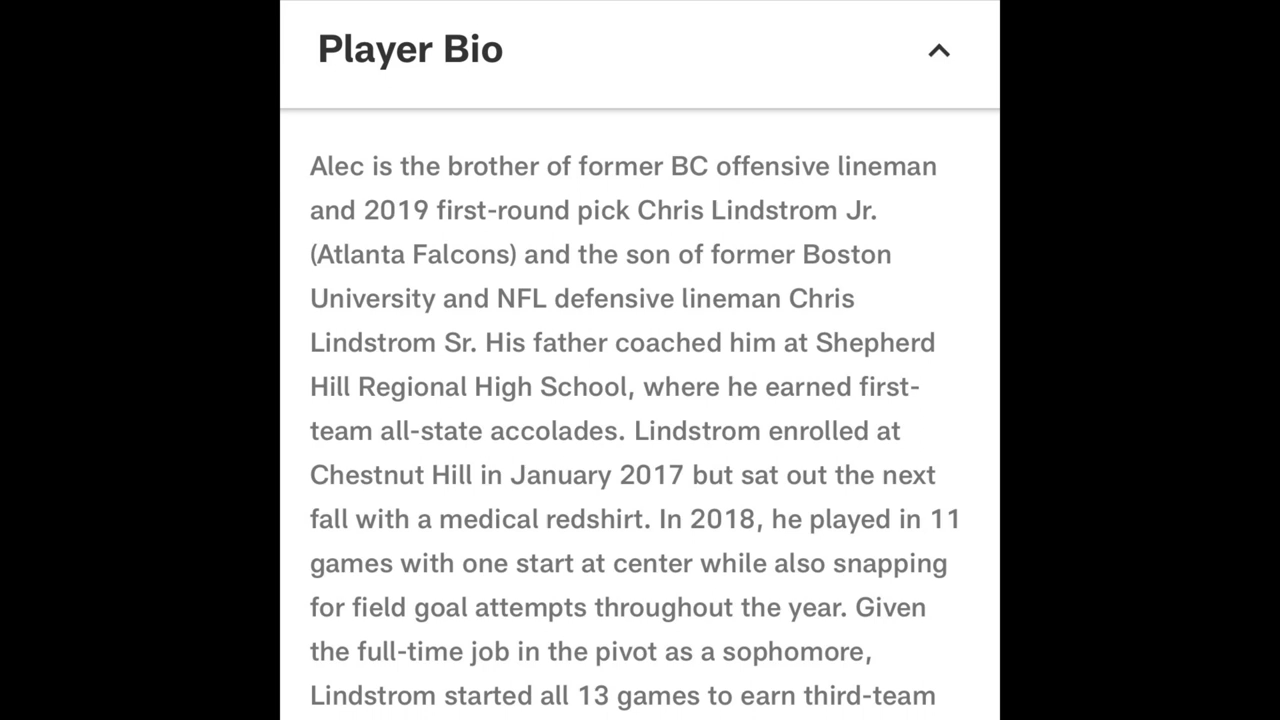 Player Bio
Alec is the brother of former BC offensive lineman
and 2019 first-round pick Chris Lindstrom Jr.
(Atlanta Falcons) and the son of former Boston
University and NFL defensive lineman Chris
Lindstrom Sr. His father coached him at Shepherd
Hill Regional High School, where he earned first-
team all-state accolades. Lindstrom enrolled at
Chestnut Hill in January 2017 but sat out the next
fall with a medical redshirt. In 2018, he played in 11
games with one start at center while also snapping
for field goal attempts throughout the year. Given
the full-time job in the pivot as a sophomore,
Lindstrom started all 13 games to earn third-team